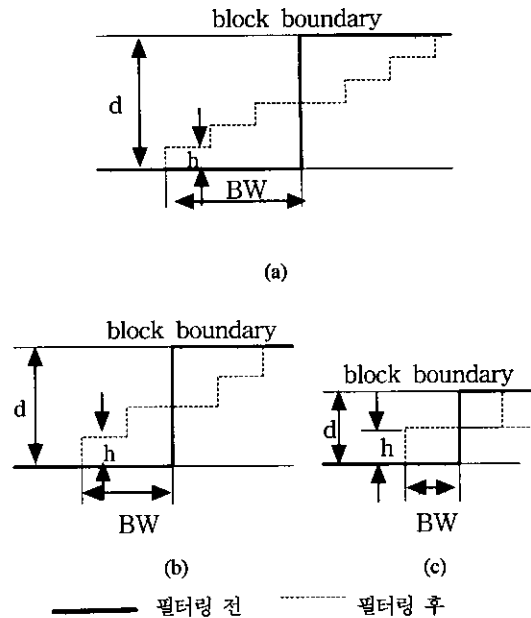 block boundary
d
h
BW
(a)
block boundary
d
h
BW
(b)
block boundary
d
h
BW
(c)
필터링 전
필터링 후